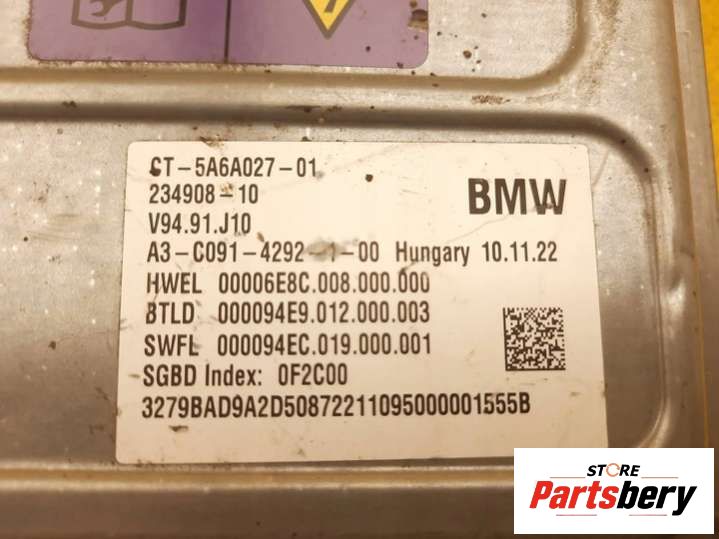 ST-5A6A027-01
234908-10
BMW
V94.91.J10
A3-C091-4292-1-00 Hungary 10.11.22
HWEL 00006E8C.008.000.000
BTLD 000094E9.012.000.003
SWFL 000094EC.019.000.001
SGBD Index: 0F2C00
3279BAD9A2D5087221109500001555B
STORE
Partsbery